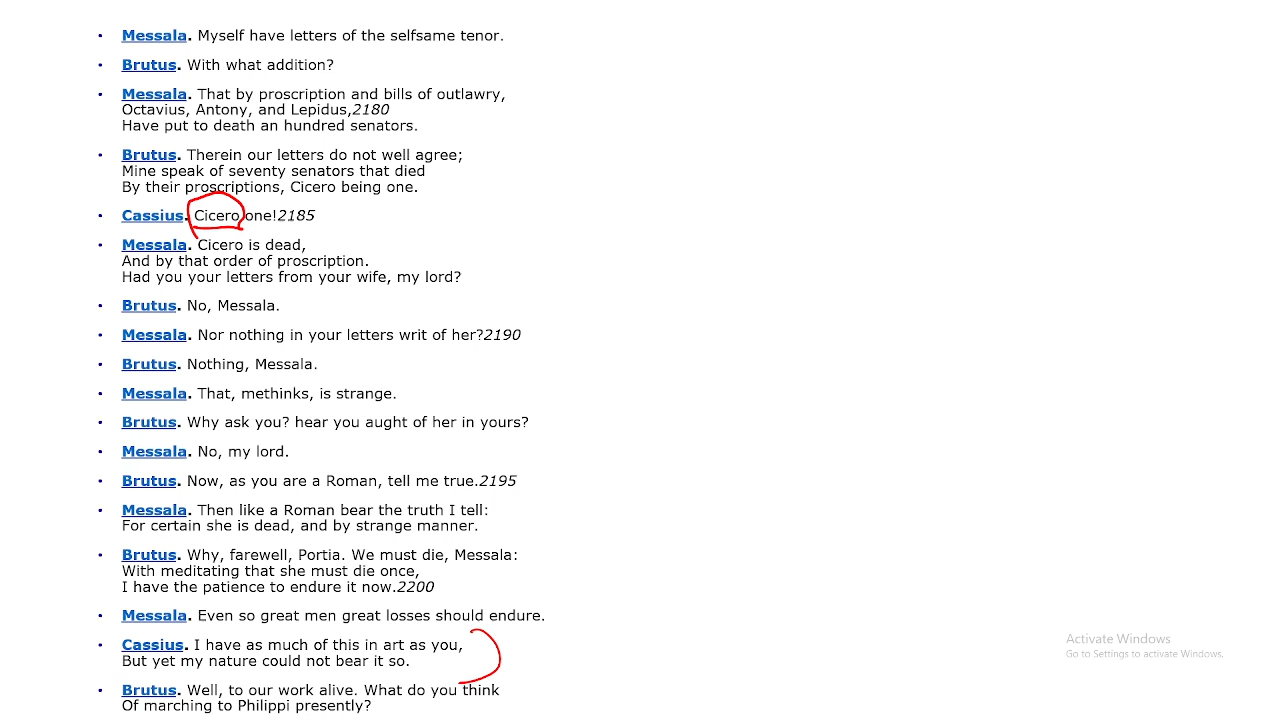 Messala. Myself have letters of the selfsame tenor.
Brutus. With what addition?
Messala. That by proscription and bills of outlawry,
Octavius, Antony, and Lepidus,2180
Have put to death an hundred senators.
Brutus. Therein our letters do not well agree;
Mine speak of seventy senators that died
By their proscriptions, Cicero being one.
Cassius. Cicero one!2185
Messala. Cicero is dead,
And by that order of proscription.
Had you your letters from your wife, my lord?
Brutus. No, Messala.
Messala. Nor nothing in your letters writ of her?2190
Brutus. Nothing, Messala.
Messala. That, methinks, is strange.
Brutus. Why ask you? hear you aught of her in yours?
Messala. No, my lord.
Brutus. Now, as you are a Roman, tell me true.2195
Messala. Then like a Roman bear the truth I tell:
For certain she is dead, and by strange manner.
Brutus. Why, farewell, Portia. We must die, Messala:
With meditating that she must die once,
I have the patience to endure it now.2200
Messala. Even so great men great losses should endure.
Cassius. I have as much of this in art as you,
But yet my nature could not bear it so.
Brutus. Well, to our work alive. What do you think
Of marching to Philippi presently?
Activate Windows
Go to Settings to activate Windows.